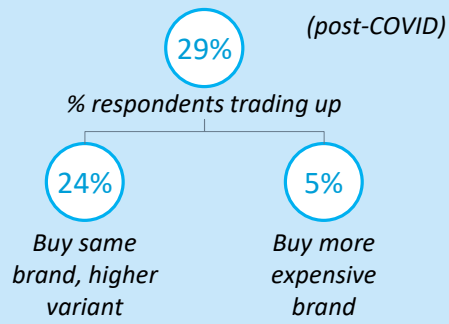 (post-COVID)
29%
% respondents trading up
24%
5%
Buy same
brand, higher
variant
Buy more
expensive
brand